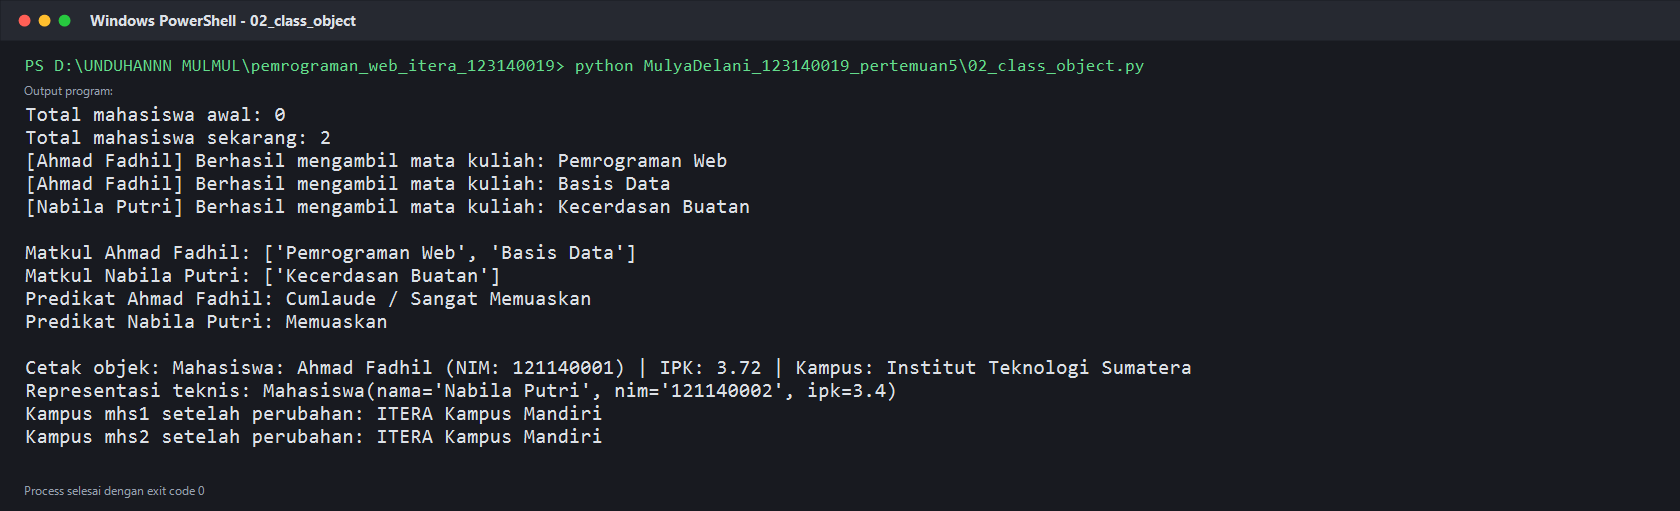 Windows PowerShell - 02_class_object
PS D:\UNDUHANNN MULMUL\pemrograman_web_itera_123140019> python MulyaDelani_123140019_pertemuan5\02_class_object.py
Output program:
Total mahasiswa awal: 0
Total mahasiswa sekarang: 2
[Ahmad Fadhil] Berhasil mengambil mata kuliah: Pemrograman Web
[Ahmad Fadhil] Berhasil mengambil mata kuliah: Basis Data
[Nabila Putri] Berhasil mengambil mata kuliah: Kecerdasan Buatan
Matkul Ahmad Fadhil: ['Pemrograman Web', 'Basis Data']
Matkul Nabila Putri: ['Kecerdasan Buatan']
Predikat Ahmad Fadhil: Cumlaude / Sangat Memuaskan
Predikat Nabila Putri: Memuaskan
Cetak objek: Mahasiswa: Ahmad Fadhil (NIM: 121140001) | IPK: 3.72 | Kampus: Institut Teknologi Sumatera
Representasi teknis: Mahasiswa(nama='Nabila Putri', nim='121140002', ipk=3.4)
Kampus mhs1 setelah perubahan: ITERA Kampus Mandiri
Kampus mhs2 setelah perubahan: ITERA Kampus Mandiri
Process selesai dengan exit code 0